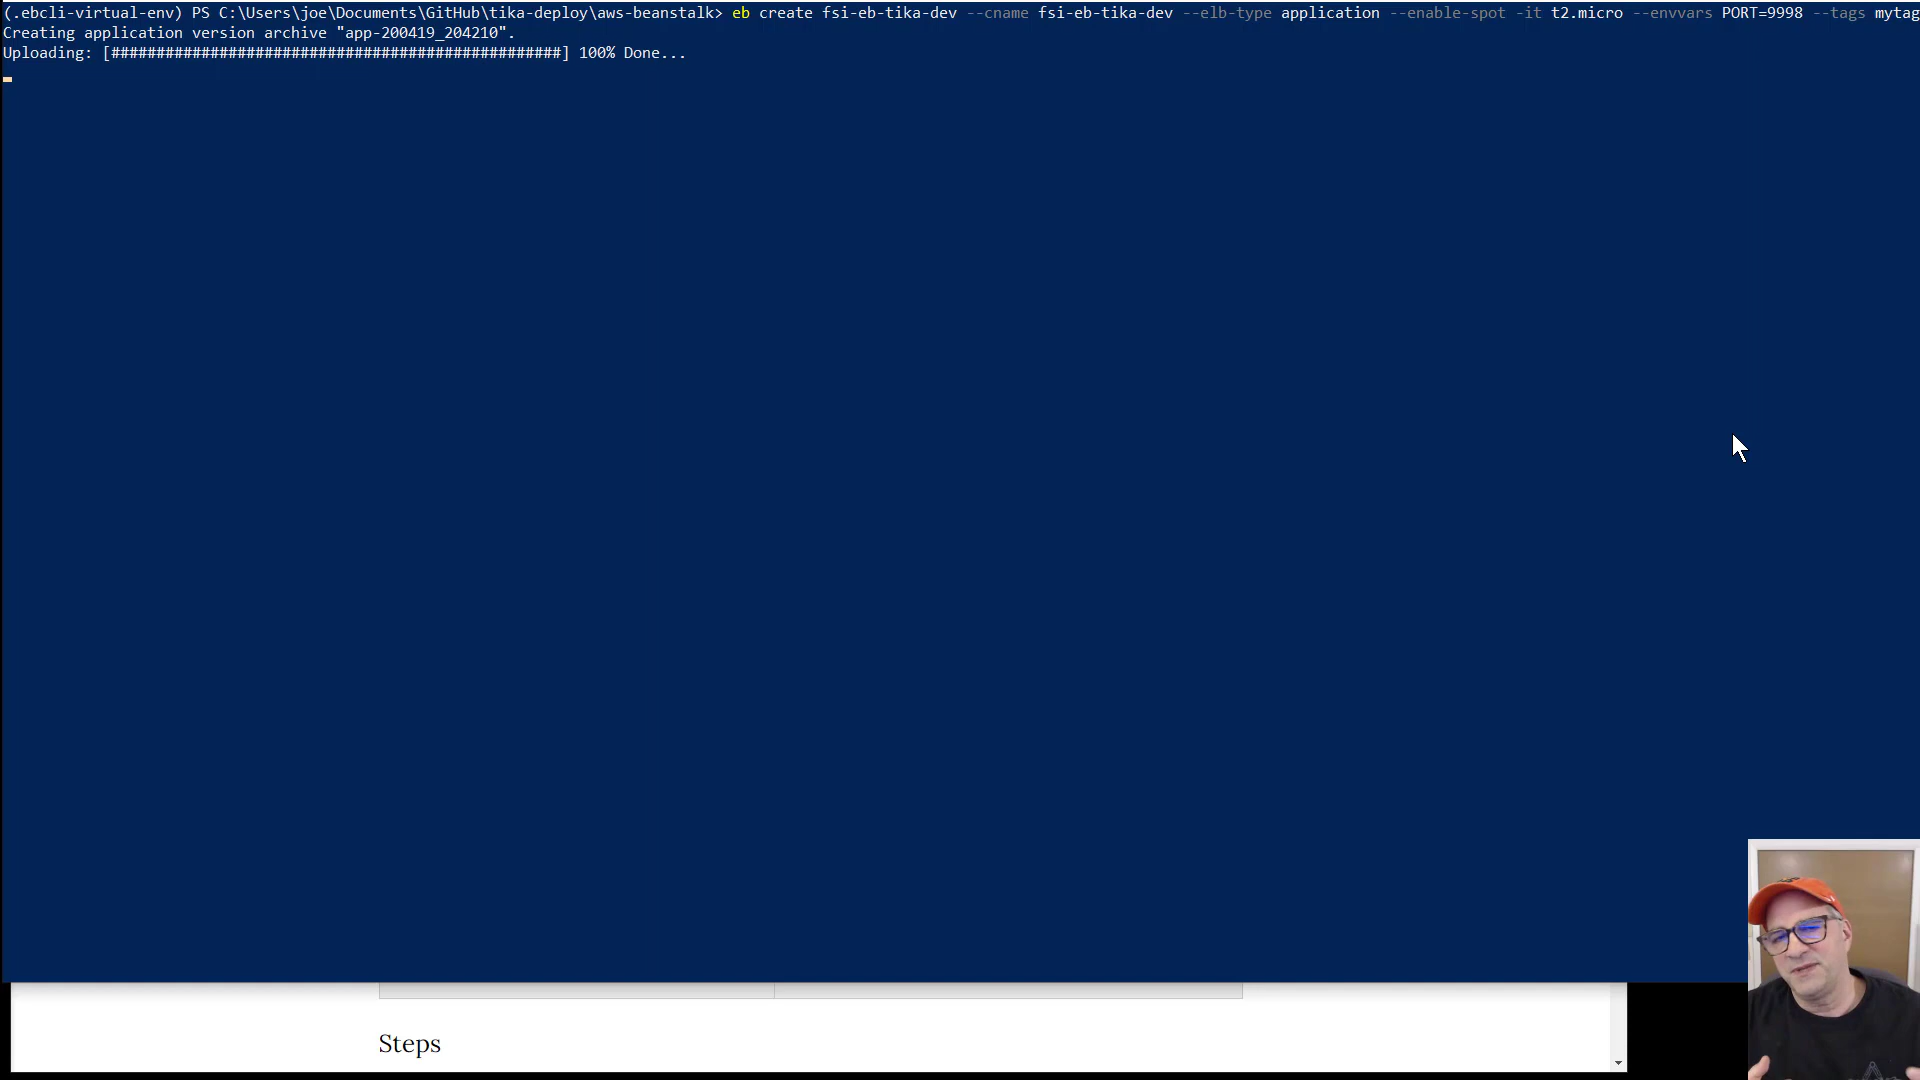 (.ebcli-virtual-env) PS C:\Users\joe\Documents\GitHub\tika-deploy\aws-beanstalk> eb create fsi-eb-tika-dev --cname fsi-eb-tika-dev --elb-type application --enable-spot -it t2.micro --envvars PORT=9998 --tags mytag
Creating application version archive "app-200419_204210".
Uploading: [##################################################] 100% Done...
Steps